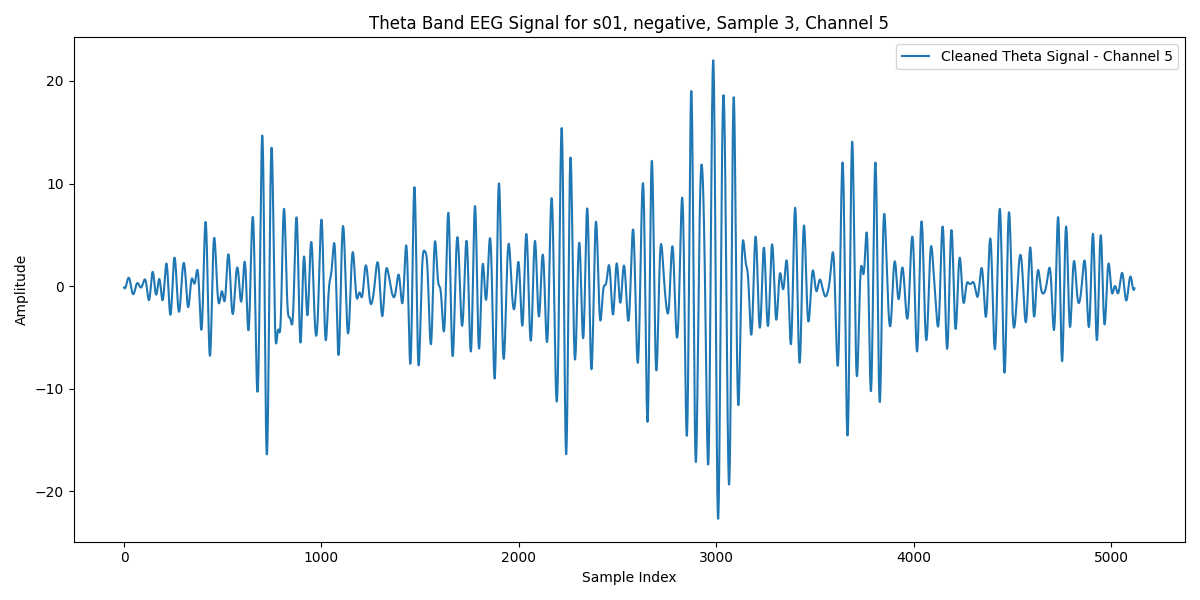 Theta Band EEG Signal for s01, negative, Sample 3, Channel 5
Cleaned Theta Signal - Channel 5
Amplitude
20
10
0
−10
−20
0 1000 2000 3000 4000 5000
Sample Index